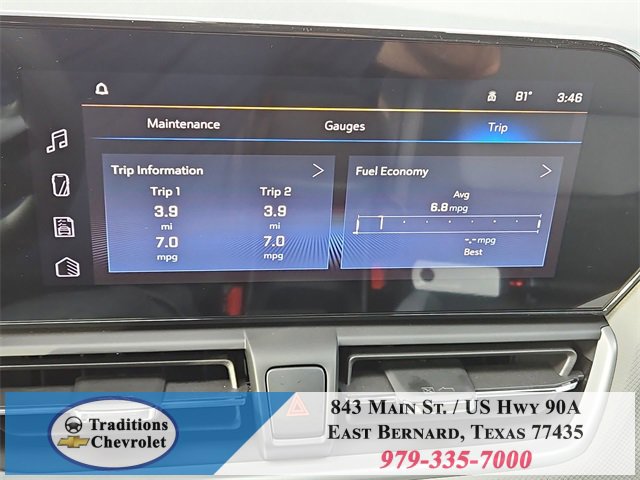 81° 3:46
Maintenance Gauges Trip
Trip Information
Trip 1 Trip 2
3.9 3.9
mi mi
7.0 7.0
mpg mpg
Fuel Economy
Avg
6.8 mpg
-.- mpg
Best
Traditions
Chevrolet
843 Main St. / US Hwy 90A
East Bernard, Texas 77435
979-335-7000